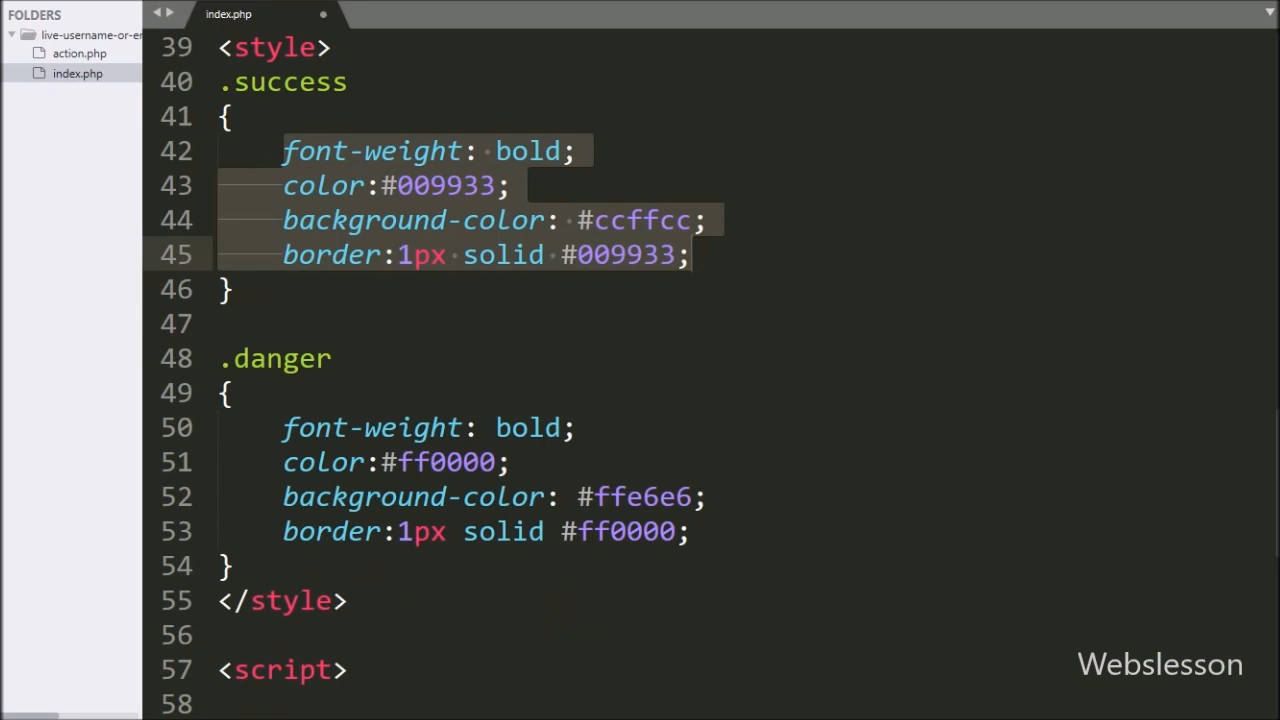 FOLDERS
live-username-or-er
action.php
index.php
index.php
39 <style>
40 .success
41 {
42 font-weight: bold;
43 color:#009933;
44 background-color: #ccffcc;
45 border:1px solid #009933;
46 }
47
48 .danger
49 {
50 font-weight: bold;
51 color:#ff0000;
52 background-color: #ffe6e6;
53 border:1px solid #ff0000;
54 }
55 </style>
56
57 <script>
58
Webslesson